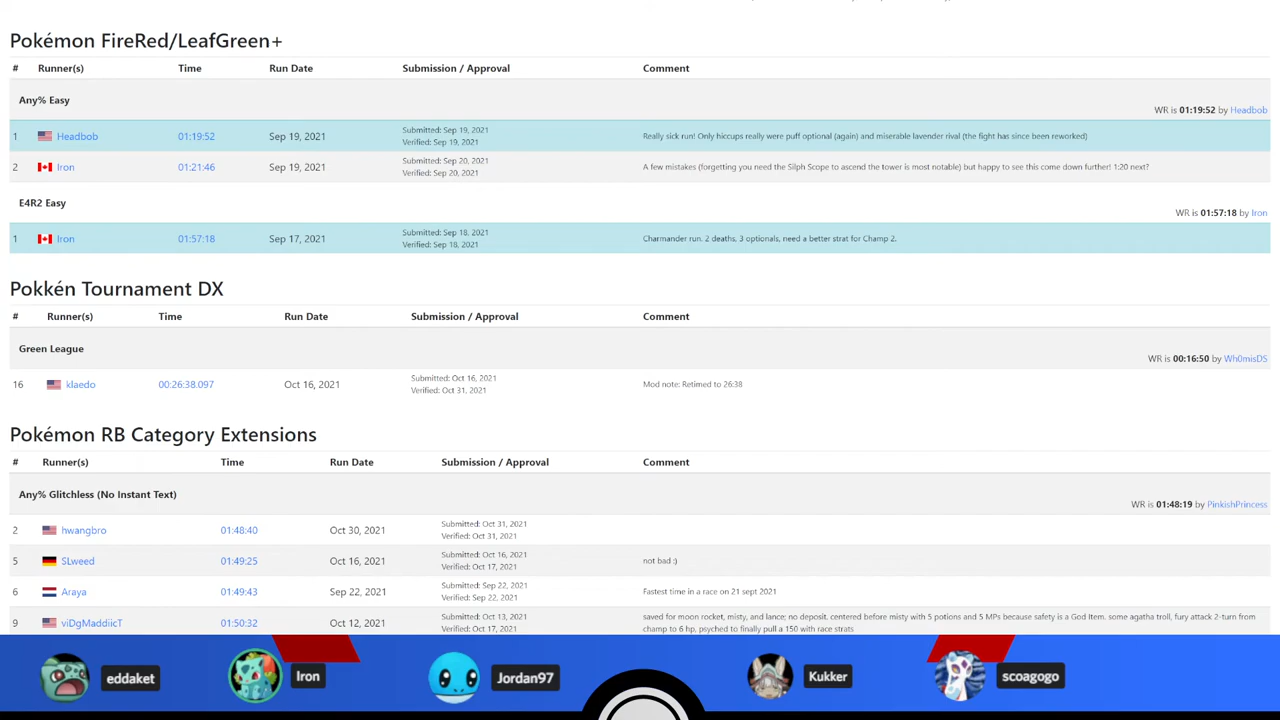 Pokémon FireRed/LeafGreen+
# Runner(s) Time Run Date Submission / Approval Comment
Any% Easy
WR is 01:19:52 by Headbob
1 Headbob 01:19:52 Sep 19, 2021 Submitted: Sep 19, 2021 Really sick run! Only hiccups really were puff optional (again) and miserable lavender rival (the fight has since been reworked)
Verified: Sep 19, 2021
2 Iron 01:21:46 Sep 19, 2021 Submitted: Sep 20, 2021 A few mistakes (forgetting you need the Silph Scope to ascend the tower is most notable) but happy to see this come down further! 1:20 next?
Verified: Sep 20, 2021
E4R2 Easy
WR is 01:57:18 by Iron
1 Iron 01:57:18 Sep 17, 2021 Submitted: Sep 18, 2021 Charmander run. 2 deaths, 3 optionals, need a better strat for Champ 2.
Verified: Sep 18, 2021
Pokkén Tournament DX
# Runner(s) Time Run Date Submission / Approval Comment
Green League
WR is 00:16:50 by Wh0misDS
16 klaedo 00:26:38.097 Oct 16, 2021 Submitted: Oct 16, 2021 Mod note: Retimed to 26:38
Verified: Oct 31, 2021
Pokémon RB Category Extensions
# Runner(s) Time Run Date Submission / Approval Comment
Any% Glitchless (No Instant Text)
WR is 01:48:19 by PinkishPrincess
2 hwangbro 01:48:40 Oct 30, 2021 Submitted: Oct 31, 2021
Verified: Oct 31, 2021
5 SLweed 01:49:25 Oct 16, 2021 Submitted: Oct 16, 2021 not bad :)
Verified: Oct 17, 2021
6 Araya 01:49:43 Sep 22, 2021 Submitted: Sep 22, 2021 Fastest time in a race on 21 sept 2021
Verified: Sep 22, 2021
9 viDgMaddiicT 01:50:32 Oct 12, 2021 Submitted: Oct 13, 2021 saved for moon rocket, misty, and lance; no deposit, centered before misty with 5 potions and 5 MPs because safety is a God Item. some agatha troll, fury attack 2-turn from
Verified: Oct 17, 2021 champ to 6 hp, psyched to finally pull a 150 with race strats
eddaket Iron Jordan97 Kukker scoagogo